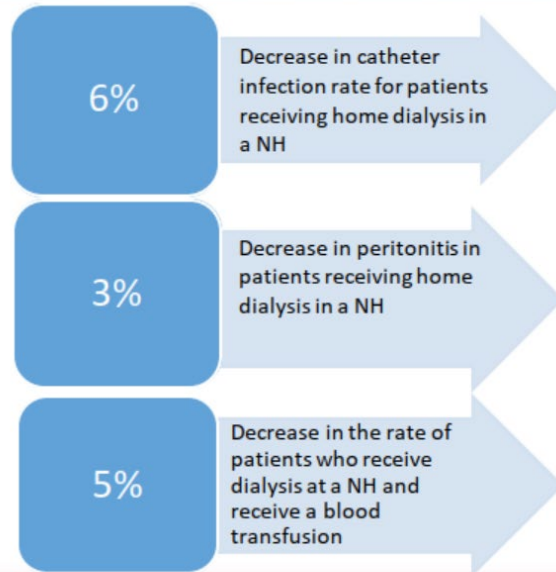 6%
Decrease in catheter
infection rate for patients
receiving home dialysis in
a NH
3%
Decrease in peritonitis in
patients receiving home
dialysis in a NH
5%
Decrease in the rate of
patients who receive
dialysis at a NH and
receive a blood
transfusion